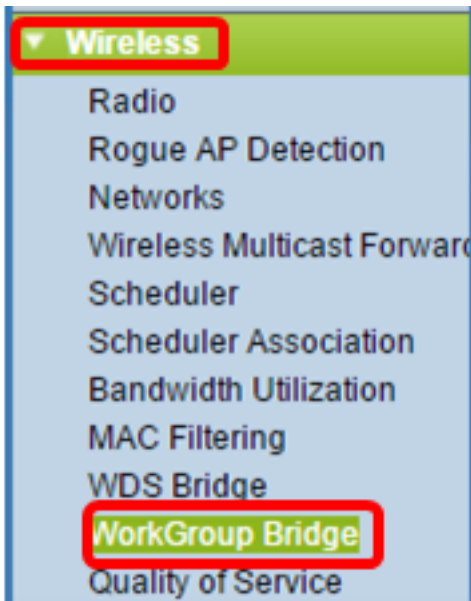 Wireless
Radio
Rogue AP Detection
Networks
Wireless Multicast Forward
Scheduler
Scheduler Association
Bandwidth Utilization
MAC Filtering
WDS Bridge
WorkGroup Bridge
Quality of Service